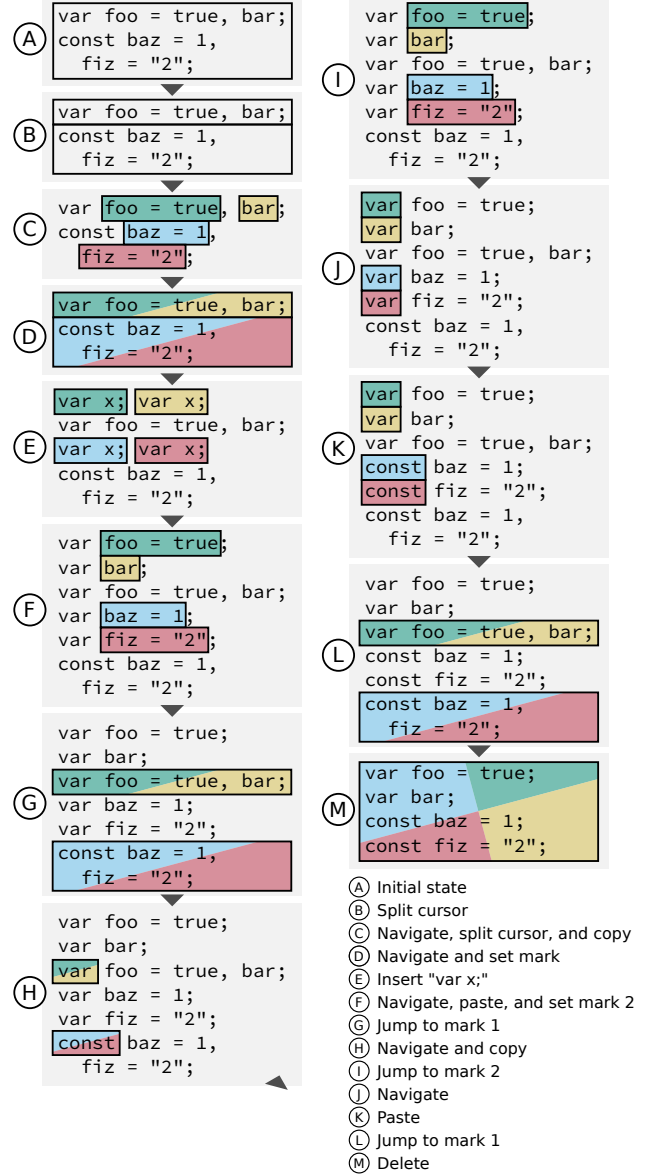 A
var foo = true, bar;
const baz = 1,
  fiz = "2";
B
var foo = true, bar;
const baz = 1,
  fiz = "2";
C
var foo = true, bar;
const baz = 1,
  fiz = "2";
D
var foo = true, bar;
const baz = 1,
  fiz = "2";
E
var x; var x;
var foo = true, bar;
var x; var x;
const baz = 1,
  fiz = "2";
F
var foo = true;
var bar;
var foo = true, bar;
var baz = 1;
var fiz = "2";
const baz = 1,
  fiz = "2";
G
var foo = true;
var bar;
var foo = true, bar;
var baz = 1;
var fiz = "2";
const baz = 1,
  fiz = "2";
H
var foo = true;
var bar;
var foo = true, bar;
var baz = 1;
var fiz = "2";
const baz = 1,
  fiz = "2";
I
var foo = true;
var bar;
var foo = true, bar;
var baz = 1;
var fiz = "2";
const baz = 1,
  fiz = "2";
J
var foo = true;
var bar;
var foo = true, bar;
var baz = 1;
var fiz = "2";
const baz = 1,
  fiz = "2";
K
var foo = true;
var bar;
var foo = true, bar;
const baz = 1;
const fiz = "2";
const baz = 1,
  fiz = "2";
L
var foo = true;
var bar;
var foo = true, bar;
const baz = 1;
const fiz = "2";
const baz = 1,
  fiz = "2";
M
var foo = true;
var bar;
const baz = 1;
const fiz = "2";
A Initial state
B Split cursor
C Navigate, split cursor, and copy
D Navigate and set mark
E Insert "var x;"
F Navigate, paste, and set mark 2
G Jump to mark 1
H Navigate and copy
I Jump to mark 2
J Navigate
K Paste
L Jump to mark 1
M Delete